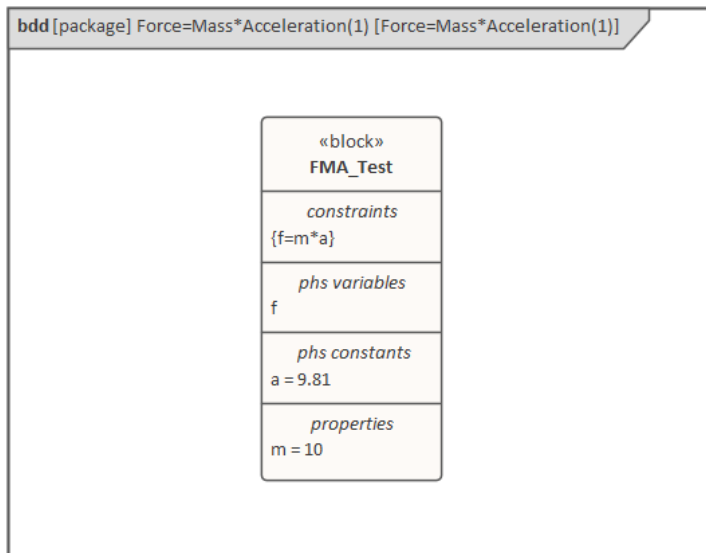 bdd [package] Force=Mass*Acceleration(1) [Force=Mass*Acceleration(1)]
«block»
FMA_Test
constraints
{f=m*a}
phs variables
f
phs constants
a = 9.81
properties
m = 10